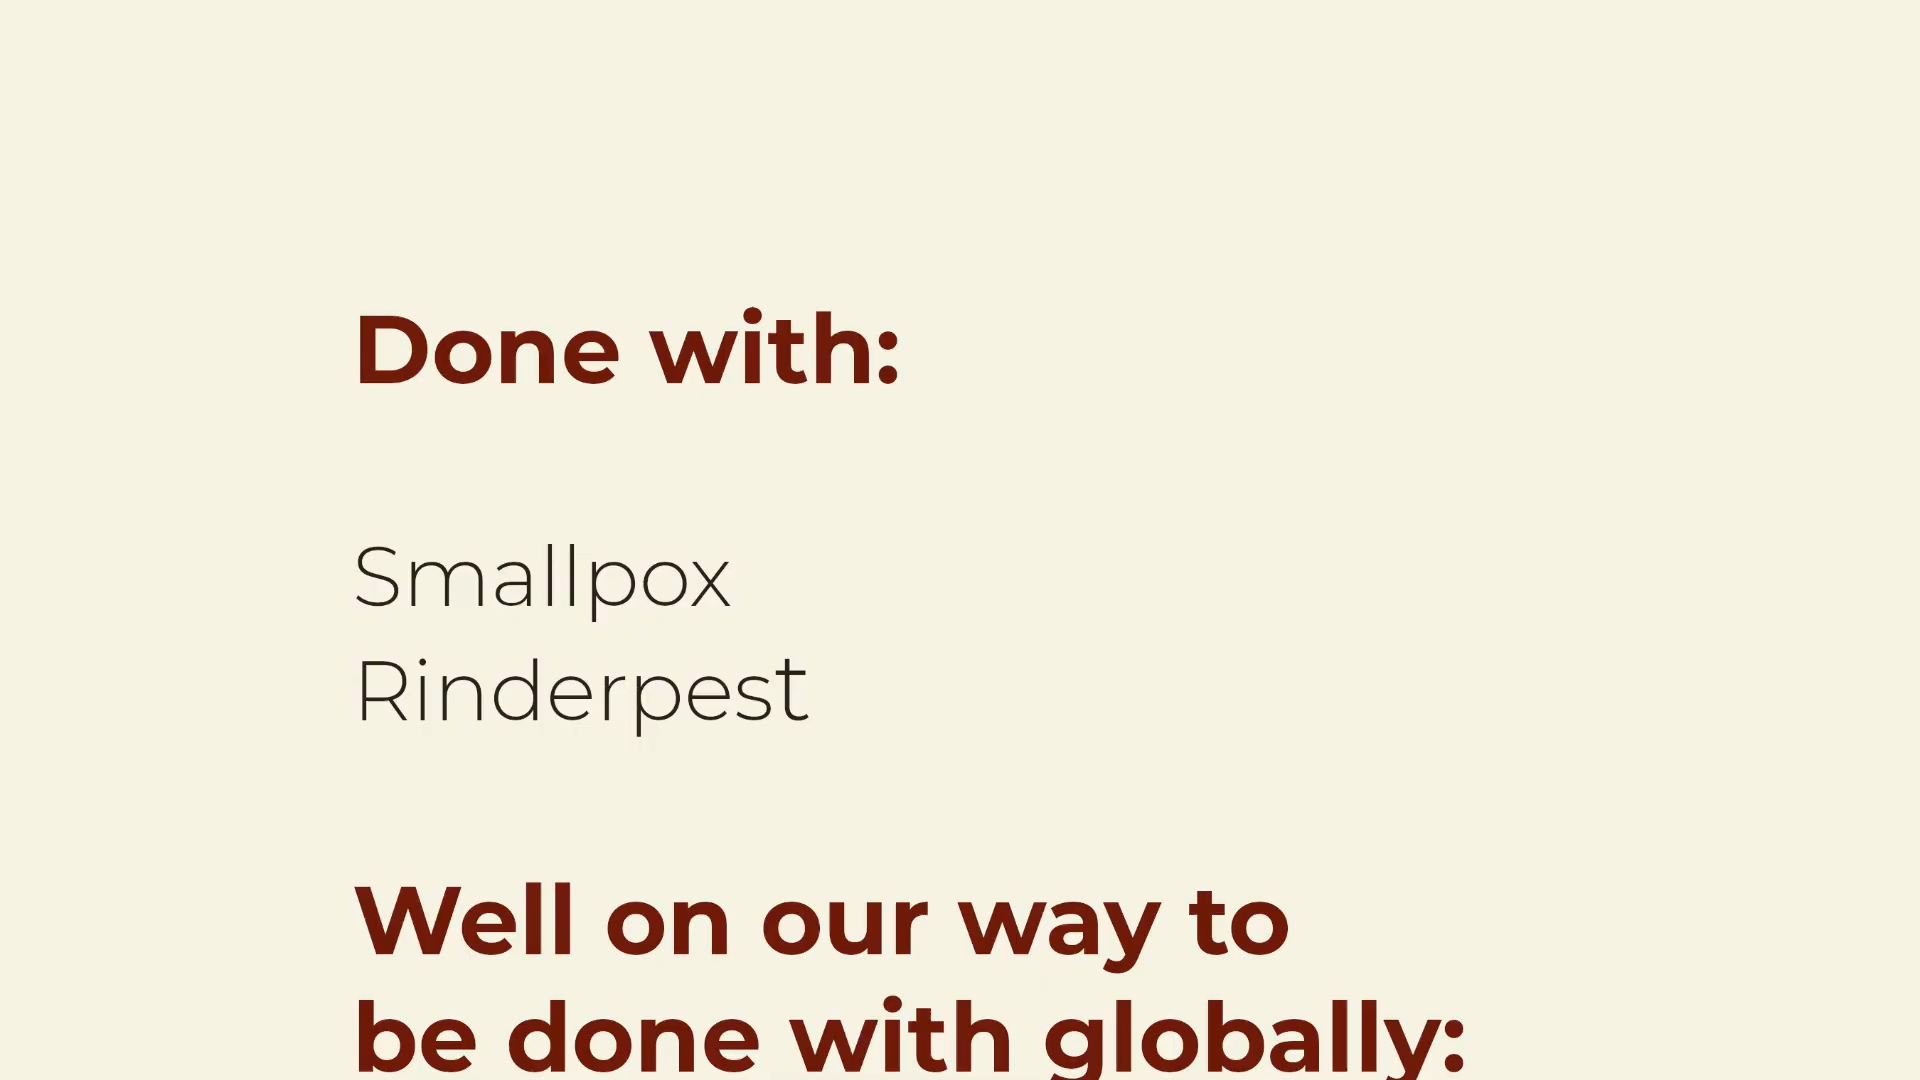 Done with:
Smallpox
Rinderpest
Well on our way to
be done with globally: